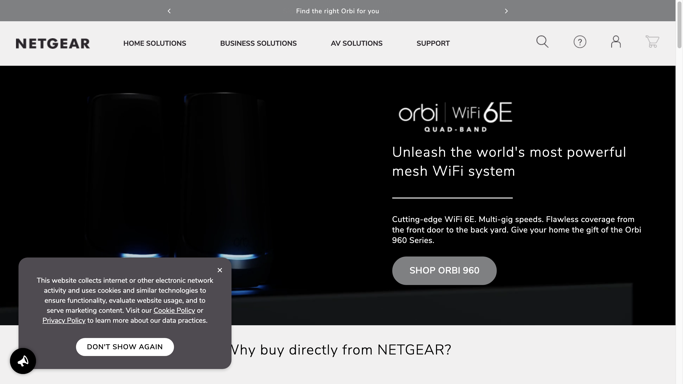 Find the right Orbi for you
NETGEAR
HOME SOLUTIONS
BUSINESS SOLUTIONS
AV SOLUTIONS
SUPPORT
orbi | WiFi 6E
QUAD-BAND
Unleash the world's most powerful
mesh WiFi system
Cutting-edge WiFi 6E. Multi-gig speeds. Flawless coverage from
the front door to the back yard. Give your home the gift of the Orbi
960 Series.
SHOP ORBI 960
This website collects internet or other electronic network
activity and uses cookies and similar technologies to
ensure functionality, evaluate website usage, and to
serve marketing content. Visit our Cookie Policy or
Privacy Policy to learn more about our data practices.
DON'T SHOW AGAIN
Why buy directly from NETGEAR?